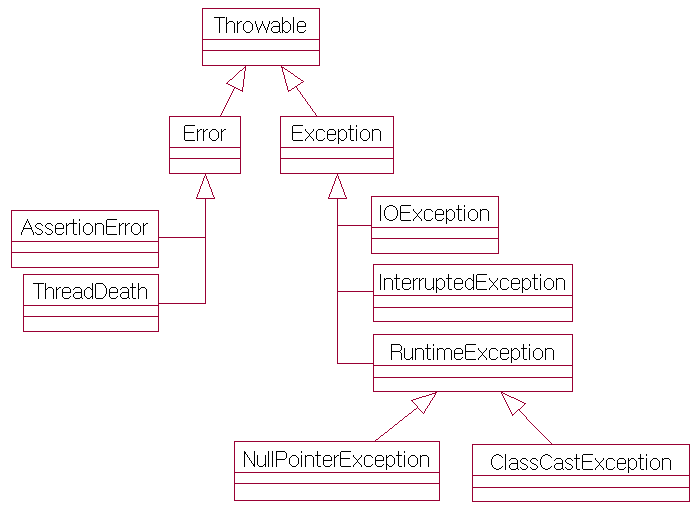 Throwable
Error
Exception
AssertionError
IOException
ThreadDeath
InterruptedException
RuntimeException
NullPointerException
ClassCastException